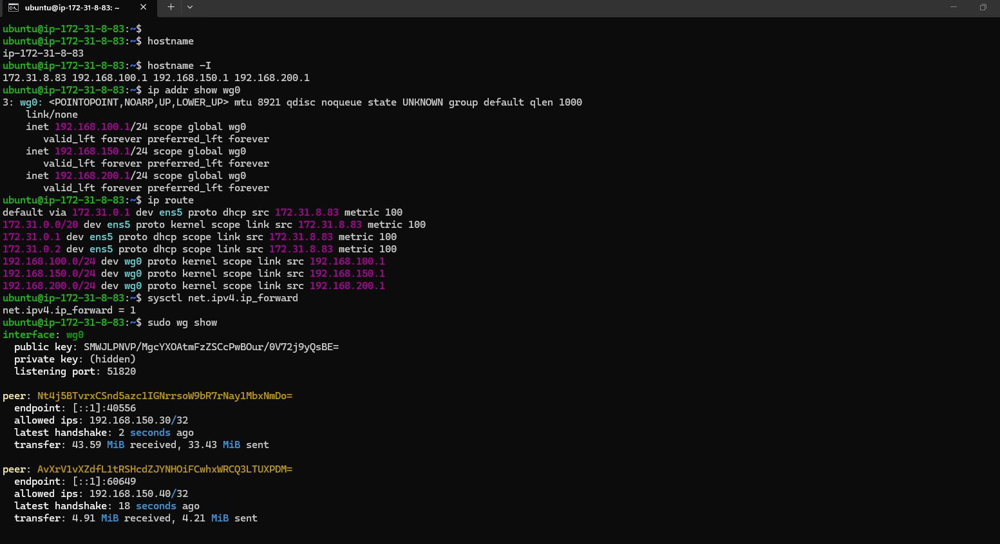 ubuntu@ip-172-31-8-83: ~
ubuntu@ip-172-31-8-83:~$
ubuntu@ip-172-31-8-83:~$ hostname
ip-172-31-8-83
ubuntu@ip-172-31-8-83:~$ hostname -I
172.31.8.83 192.168.100.1 192.168.150.1 192.168.200.1
ubuntu@ip-172-31-8-83:~$ ip addr show wg0
3: wg0: <POINTOPOINT,NOARP,UP,LOWER_UP> mtu 8921 qdisc noqueue state UNKNOWN group default qlen 1000
    link/none
    inet 192.168.100.1/24 scope global wg0
       valid_lft forever preferred_lft forever
    inet 192.168.150.1/24 scope global wg0
       valid_lft forever preferred_lft forever
    inet 192.168.200.1/24 scope global wg0
       valid_lft forever preferred_lft forever
ubuntu@ip-172-31-8-83:~$ ip route
default via 172.31.0.1 dev ens5 proto dhcp src 172.31.8.83 metric 100
172.31.0.0/20 dev ens5 proto kernel scope link src 172.31.8.83 metric 100
172.31.0.1 dev ens5 proto dhcp scope link src 172.31.8.83 metric 100
172.31.0.2 dev ens5 proto dhcp scope link src 172.31.8.83 metric 100
192.168.100.0/24 dev wg0 proto kernel scope link src 192.168.100.1
192.168.150.0/24 dev wg0 proto kernel scope link src 192.168.150.1
192.168.200.0/24 dev wg0 proto kernel scope link src 192.168.200.1
ubuntu@ip-172-31-8-83:~$ sysctl net.ipv4.ip_forward
net.ipv4.ip_forward = 1
ubuntu@ip-172-31-8-83:~$ sudo wg show
interface: wg0
  public key: SMWJLPNVP/MgcYXOAtmFzZSCcPwBOur/0V72j9yQsBE=
  private key: (hidden)
  listening port: 51820

peer: Nt4j5BTvrxCSnd5azc1IGNrrsoW9bR7rNay1MbxNmDo=
  endpoint: [::1]:40556
  allowed ips: 192.168.150.30/32
  latest handshake: 2 seconds ago
  transfer: 43.59 MiB received, 33.43 MiB sent

peer: AvXrV1vXZdfL1tRSHcdZJYNHOiFCwhxWRCQ3LTUXPDM=
  endpoint: [::1]:60649
  allowed ips: 192.168.150.40/32
  latest handshake: 18 seconds ago
  transfer: 4.91 MiB received, 4.21 MiB sent